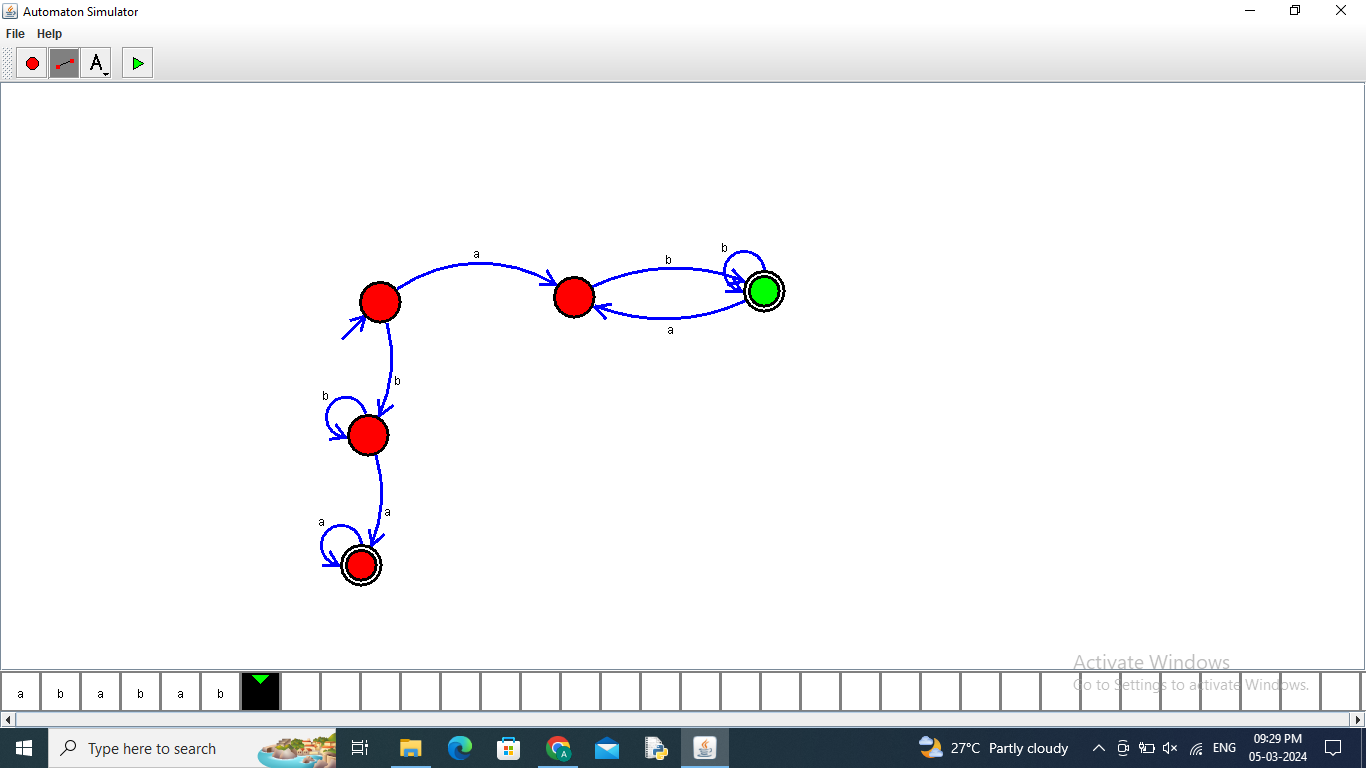 Automaton Simulator
File Help
A
a
b
b
a
b
b
a
a
Activate Windows
Go to Settings to activate Windows.
a b a b a b
Type here to search
27°C Partly cloudy
ENG
09:29 PM
05-03-2024